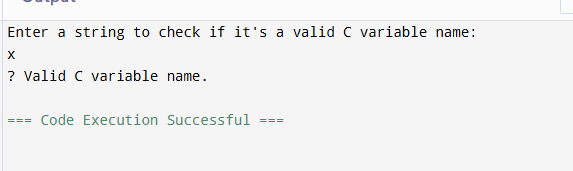 Output
Enter a string to check if it's a valid C variable name:
x
? Valid C variable name.
=== Code Execution Successful ===